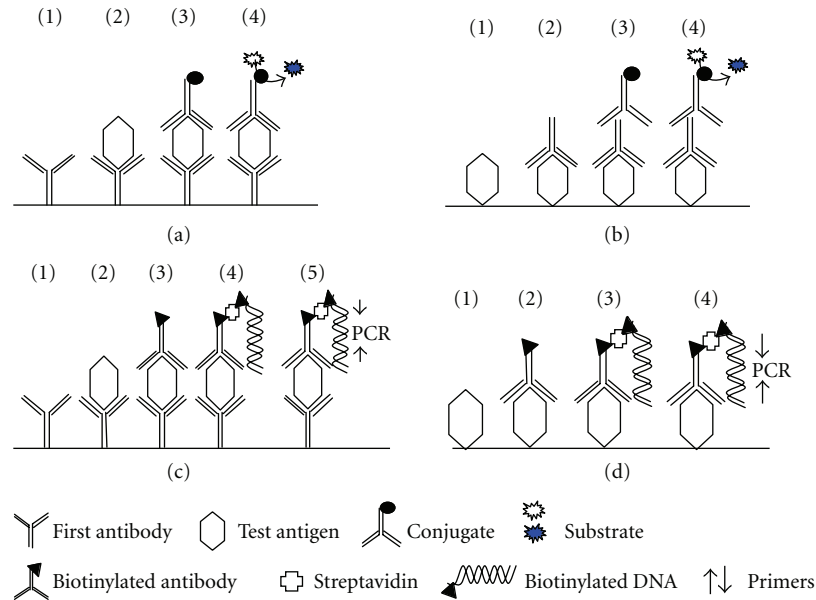 (1) (2) (3) (4)
(a)
(1) (2) (3) (4)
(b)
(1) (2) (3) (4) (5)
PCR
(c)
(1) (2) (3) (4)
PCR
(d)
First antibody Test antigen Conjugate Substrate
Biotinylated antibody Streptavidin Biotinylated DNA Primers